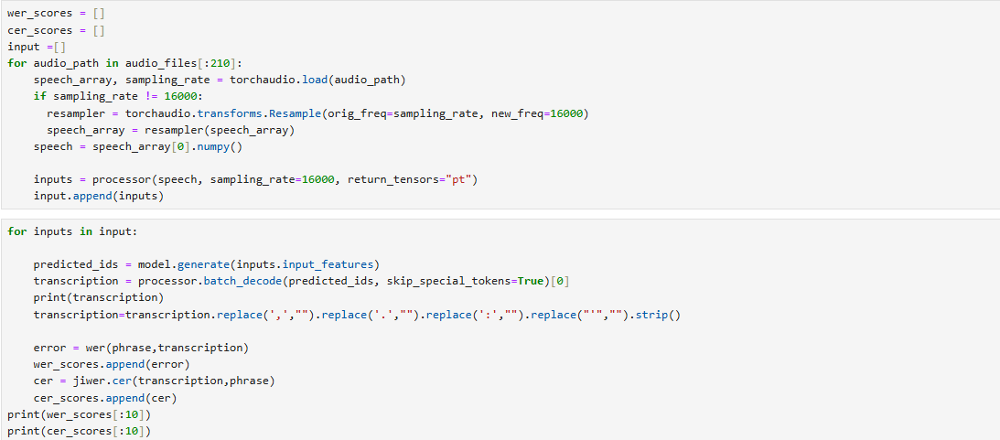 wer_scores = []
cer_scores = []
input =[]
for audio_path in audio_files[:210]:
    speech_array, sampling_rate = torchaudio.load(audio_path)
    if sampling_rate != 16000:
      resampler = torchaudio.transforms.Resample(orig_freq=sampling_rate, new_freq=16000)
      speech_array = resampler(speech_array)
    speech = speech_array[0].numpy()

    inputs = processor(speech, sampling_rate=16000, return_tensors="pt")
    input.append(inputs)

for inputs in input:

    predicted_ids = model.generate(inputs.input_features)
    transcription = processor.batch_decode(predicted_ids, skip_special_tokens=True)[0]
    print(transcription)
    transcription=transcription.replace(',',"").replace('.',"").replace(':',"").replace("'","").strip()

    error = wer(phrase,transcription)
    wer_scores.append(error)
    cer = jiwer.cer(transcription,phrase)
    cer_scores.append(cer)
print(wer_scores[:10])
print(cer_scores[:10])